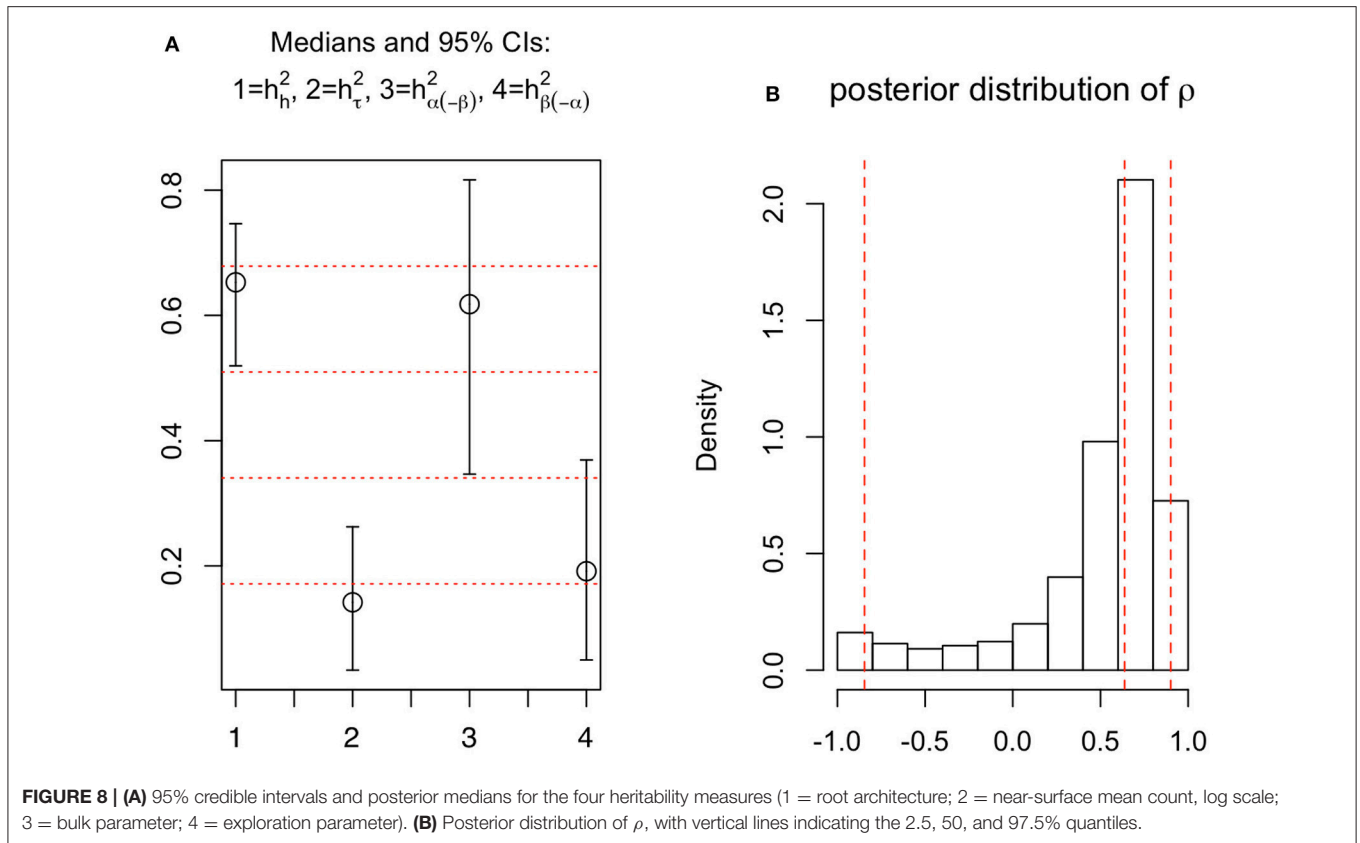 A Medians and 95% CIs:
1=h²ₕ, 2=h²_τ, 3=h²_α(−β), 4=h²_β(−α)
0.8
0.6
0.4
0.2
1 2 3 4
B posterior distribution of ρ
Density
2.0
1.5
1.0
0.5
0.0
-1.0 -0.5 0.0 0.5 1.0
FIGURE 8 | (A) 95% credible intervals and posterior medians for the four heritability measures (1 = root architecture; 2 = near-surface mean count, log scale;
3 = bulk parameter; 4 = exploration parameter). (B) Posterior distribution of ρ, with vertical lines indicating the 2.5, 50, and 97.5% quantiles.